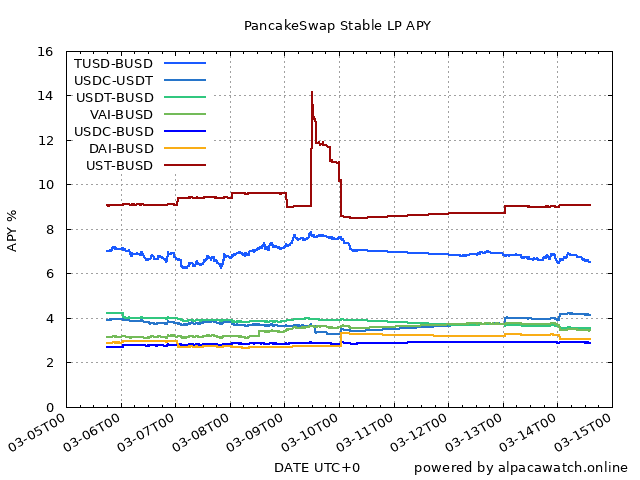 PancakeSwap Stable LP APY
16
14
12
10
8
6
4
2
0
APY %
TUSD-BUSD
USDC-USDT
USDT-BUSD
VAI-BUSD
USDC-BUSD
DAI-BUSD
UST-BUSD
03-05T00
03-06T00
03-07T00
03-08T00
03-09T00
03-10T00
03-11T00
03-12T00
03-13T00
03-14T00
03-15T00
DATE UTC+0
powered by alpacawatch.online